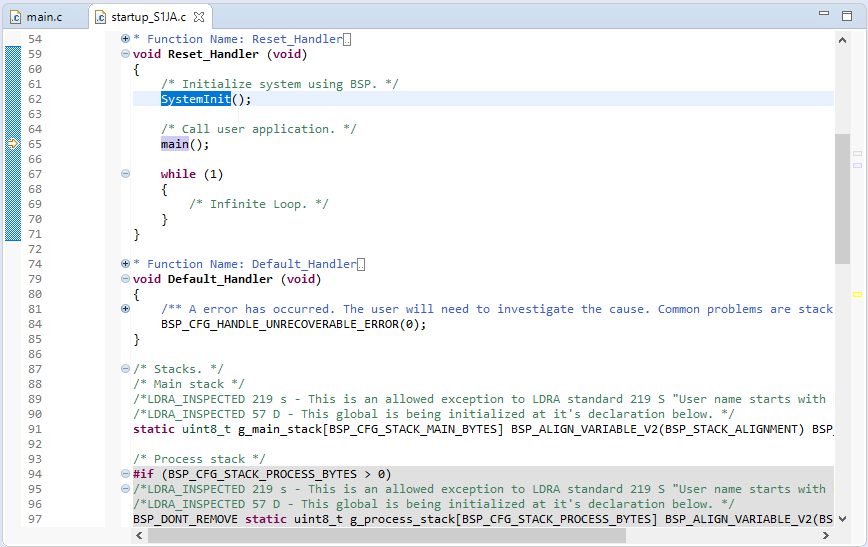 main.c
startup_S1JA.c
54 * Function Name: Reset_Handler
59 void Reset_Handler (void)
60 {
61 /* Initialize system using BSP. */
62 SystemInit();
63
64 /* Call user application. */
65 main();
66
67 while (1)
68 {
69 /* Infinite Loop. */
70 }
71 }
72
74 * Function Name: Default_Handler
79 void Default_Handler (void)
80 {
81 /** A error has occurred. The user will need to investigate the cause. Common problems are stack
84 BSP_CFG_HANDLE_UNRECOVERABLE_ERROR(0);
85 }
86
87 /* Stacks. */
88 /* Main stack */
89 /*LDRA_INSPECTED 219 s - This is an allowed exception to LDRA standard 219 S "User name starts with
90 /*LDRA_INSPECTED 57 D - This global is being initialized at it's declaration below. */
91 static uint8_t g_main_stack[BSP_CFG_STACK_MAIN_BYTES] BSP_ALIGN_VARIABLE_V2(BSP_STACK_ALIGNMENT) BSP_
92
93 /* Process stack */
94 #if (BSP_CFG_STACK_PROCESS_BYTES > 0)
95 /*LDRA_INSPECTED 219 s - This is an allowed exception to LDRA standard 219 S "User name starts with
96 /*LDRA_INSPECTED 57 D - This global is being initialized at it's declaration below. */
97 BSP_DONT_REMOVE static uint8_t g_process_stack[BSP_CFG_STACK_PROCESS_BYTES] BSP_ALIGN_VARIABLE_V2(BS